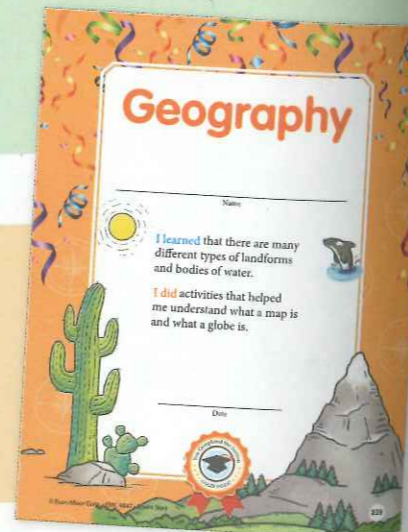 Geography
Name
I learned that there are many
different types of landforms
and bodies of water.
I did activities that helped
me understand what a map is
and what a globe is.
Date